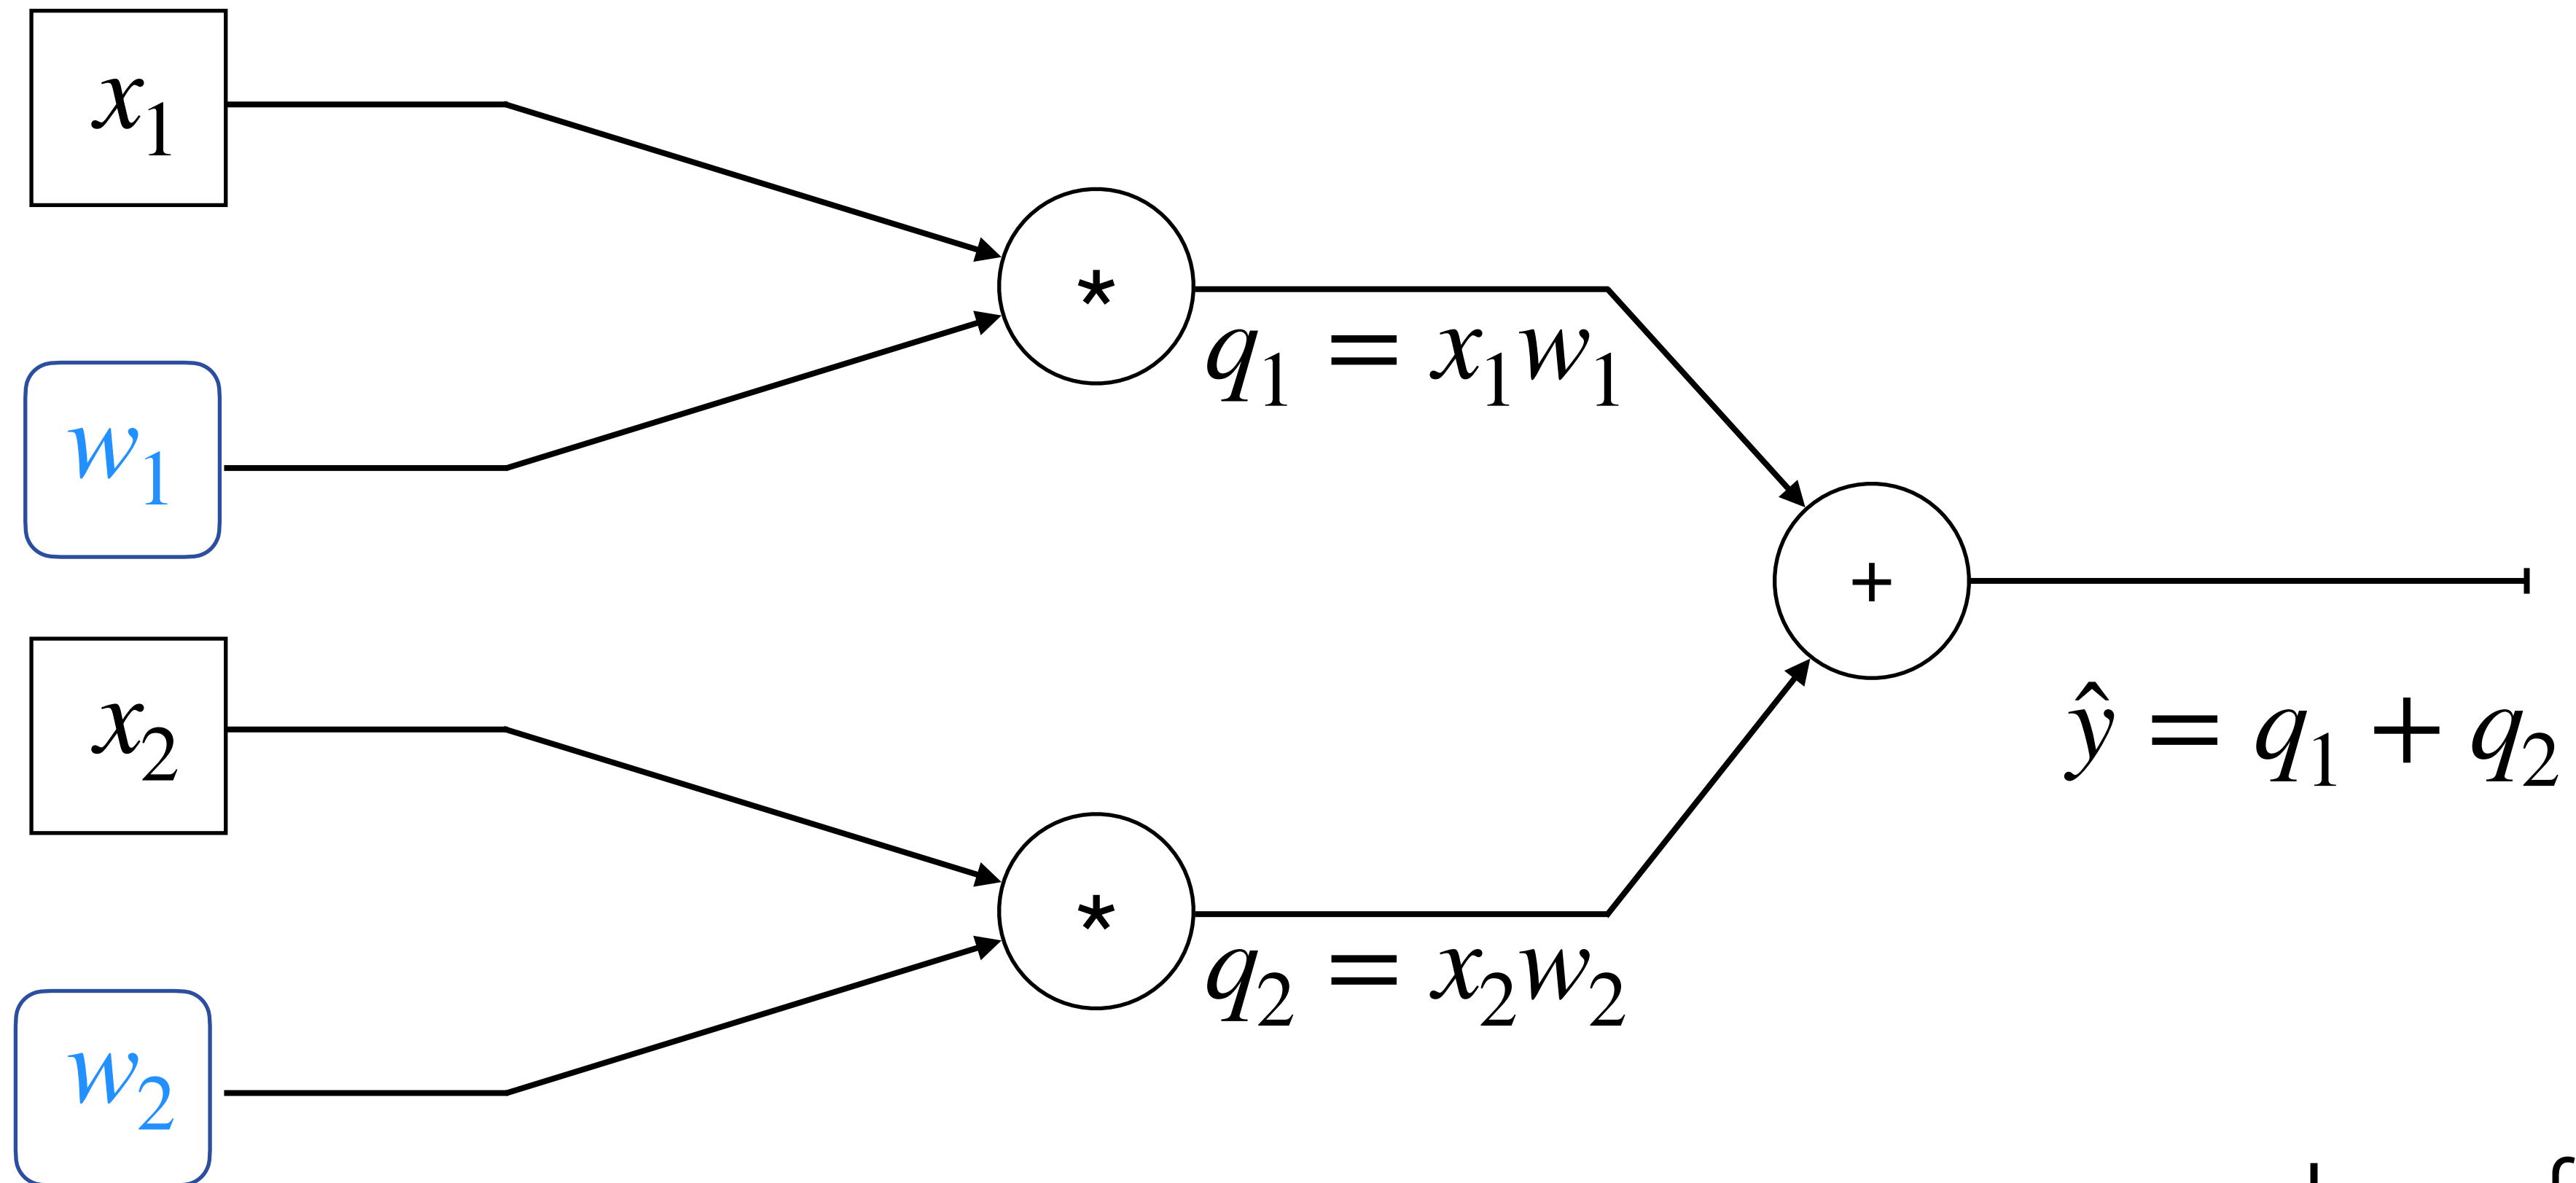 x₁
*
q₁ = x₁w₁
w₁
+
x₂
ŷ = q₁ + q₂
*
q₂ = x₂w₂
w₂